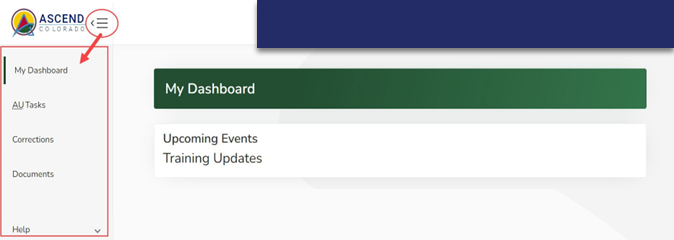 ASCEND
COLORADO
My Dashboard
AU Tasks
Corrections
Documents
Help
My Dashboard
Upcoming Events
Training Updates